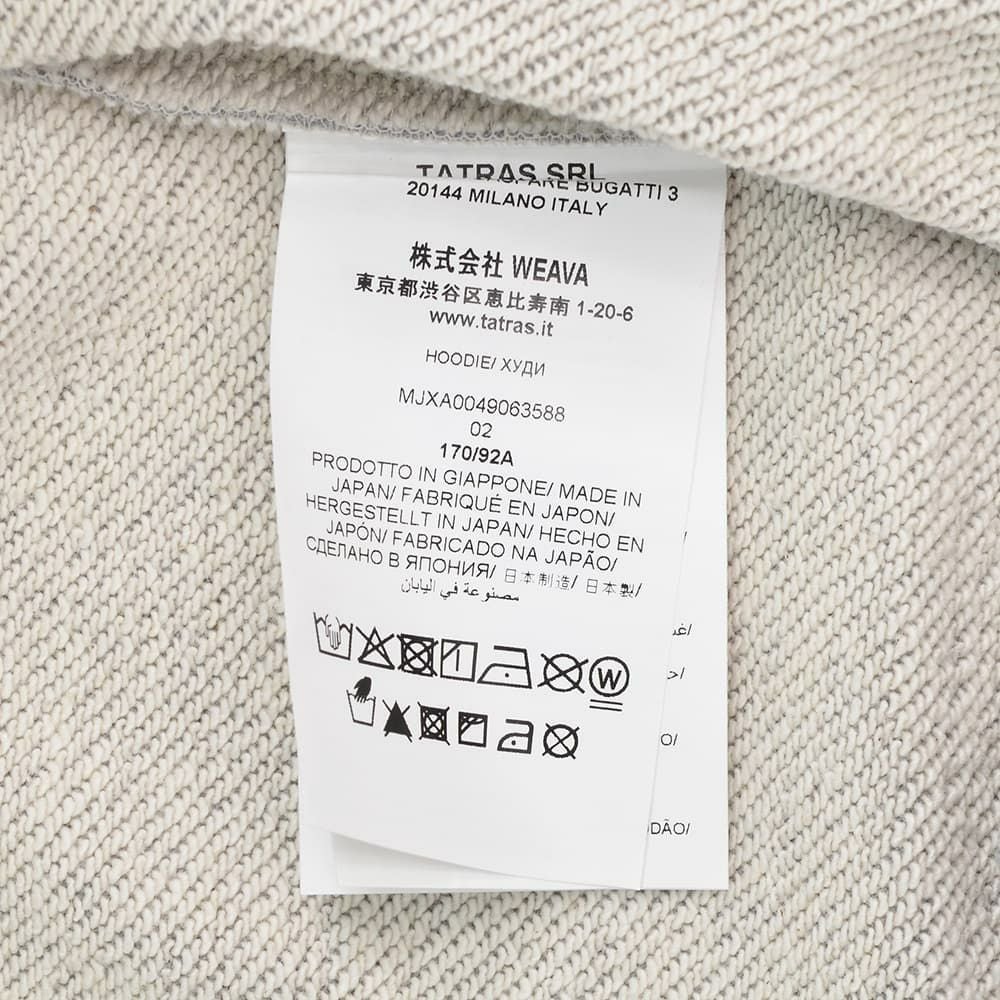 TATRAS SRL
BUGATTI 3
20144 MILANO ITALY
株式会社 WEAVA
東京都渋谷区恵比寿南 1-20-6
www.tatras.it
HOODIE/ ХУДИ
MJXA0049063588
02
170/92A
PRODOTTO IN GIAPPONE/ MADE IN
JAPAN/ FABRIQUÉ EN JAPON/
HERGESTELLT IN JAPAN/ HECHO EN
JAPÓN/ FABRICADO NA JAPÃO/
СДЕЛАНО В ЯПОНИЯ/ 日本制造/ 日本製/
مصنوعة في اليابان
W